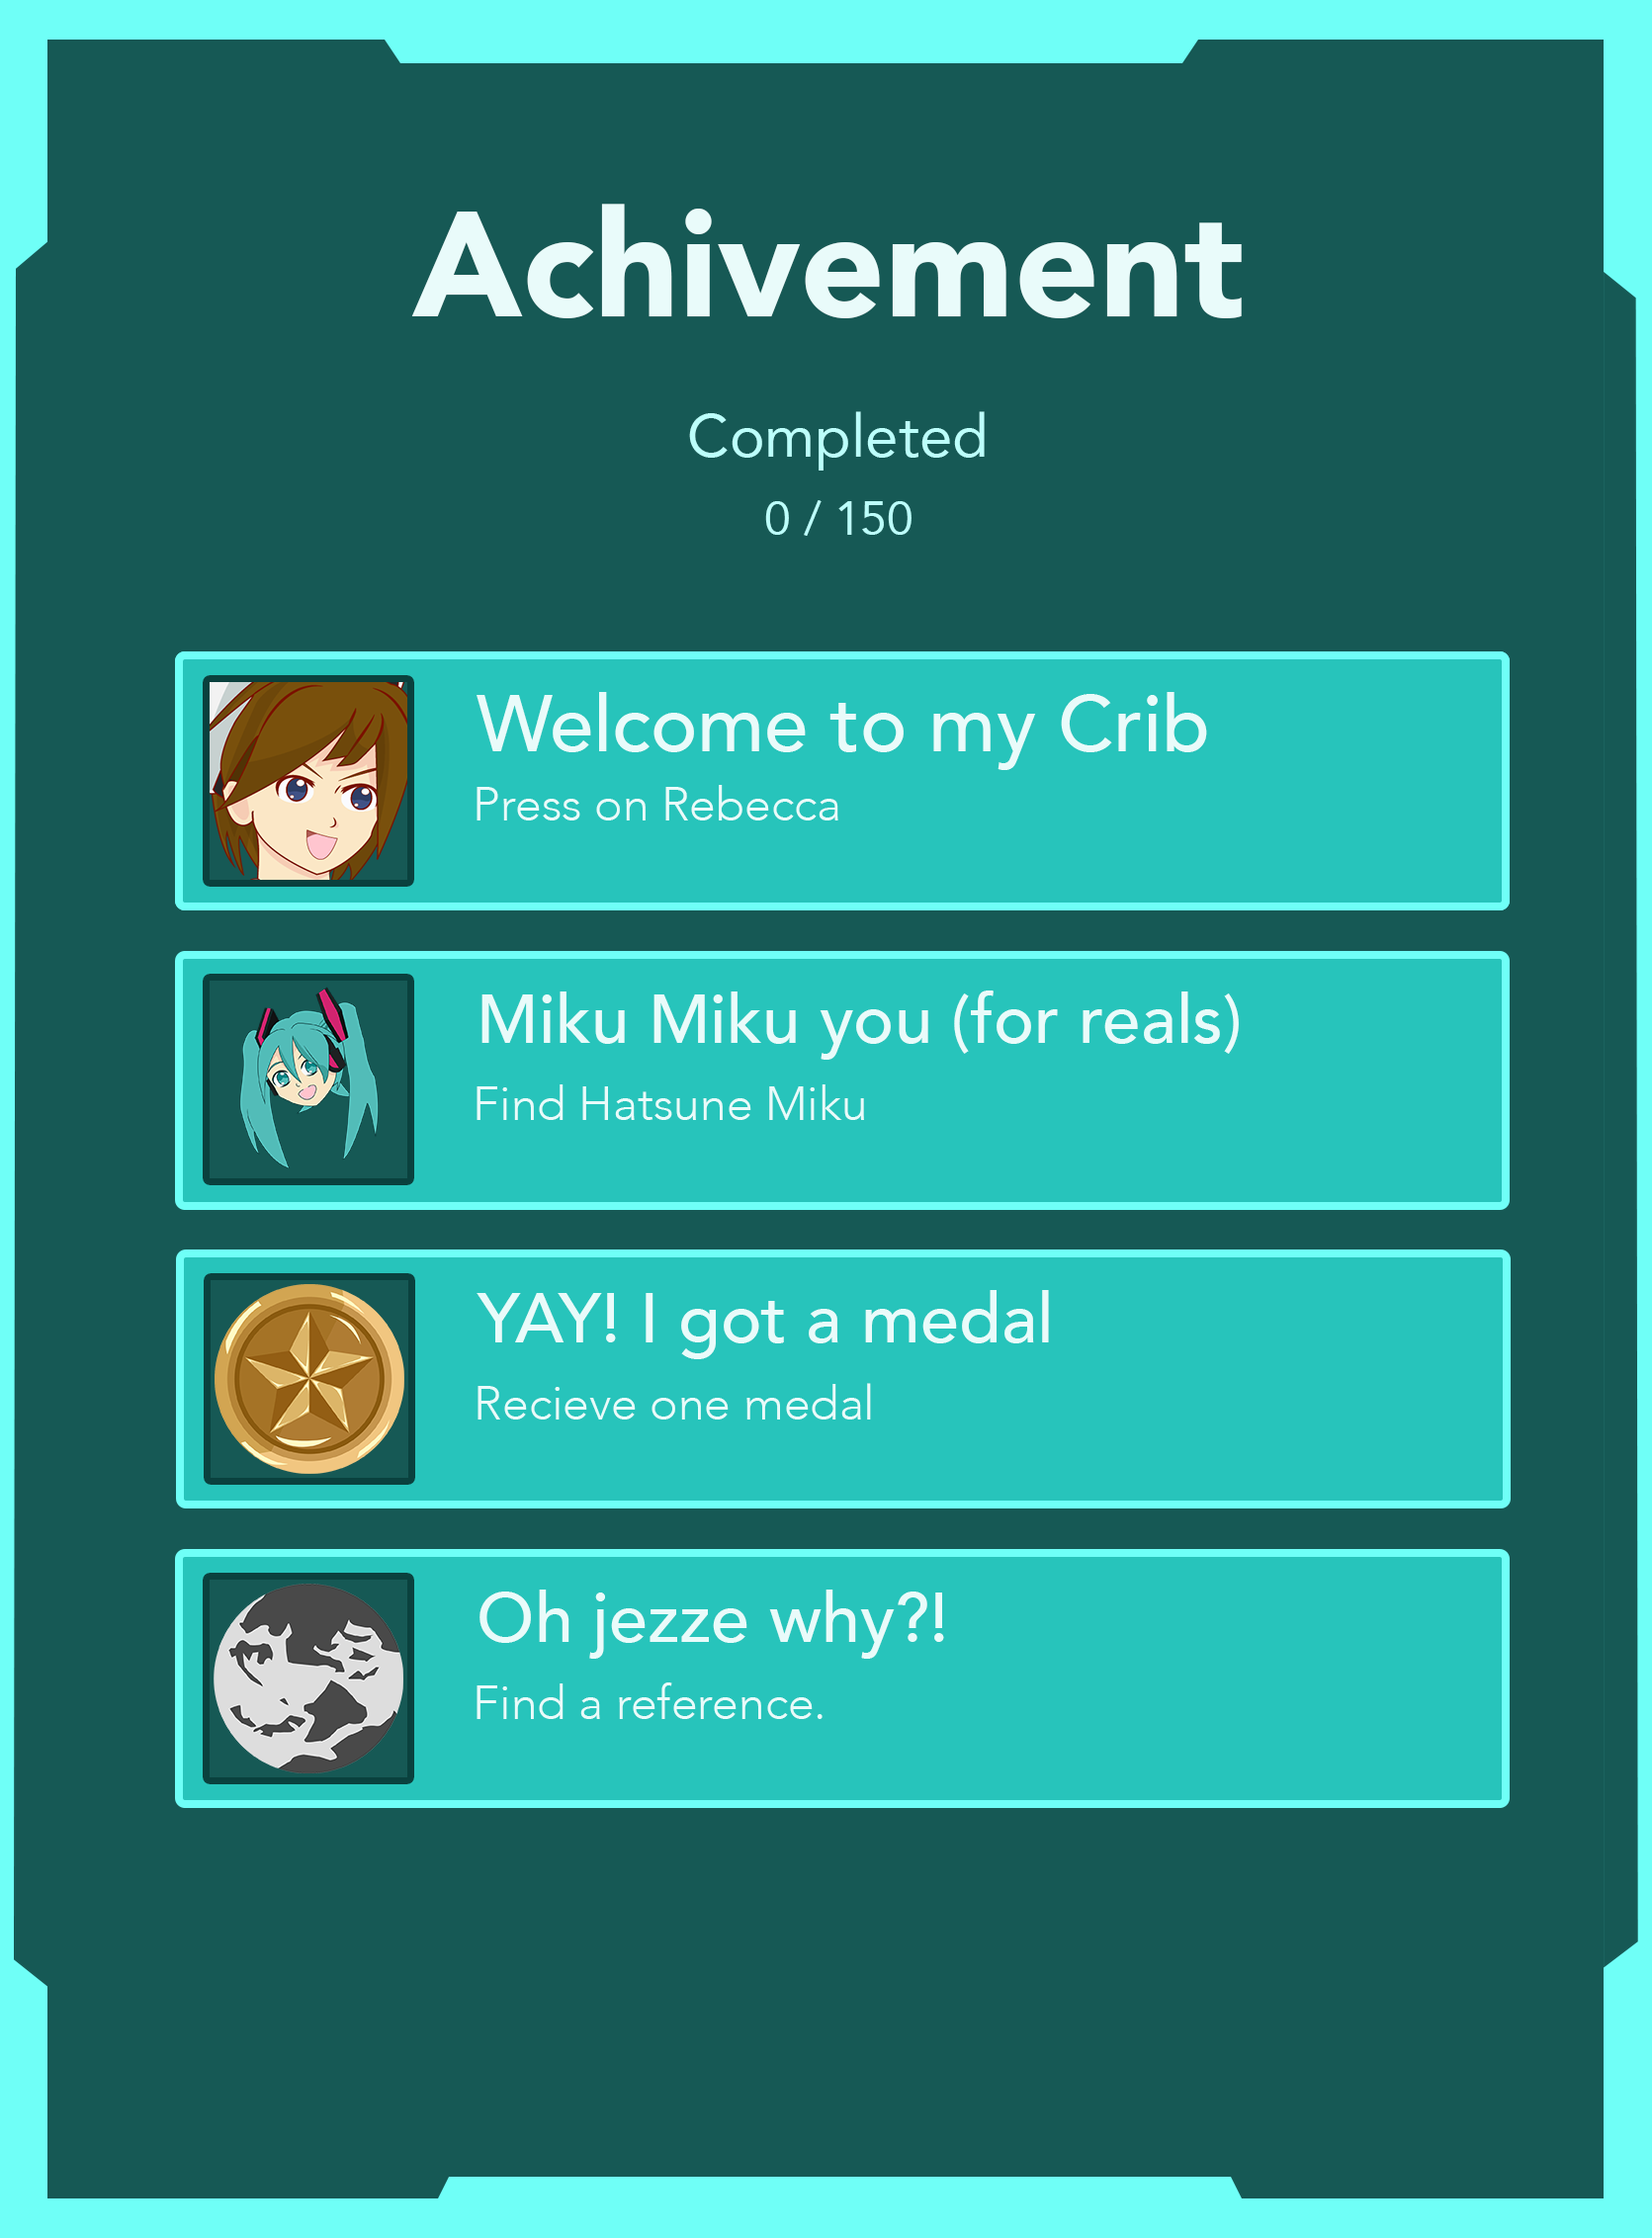 Achivement
Completed
0 / 150
Welcome to my Crib
Press on Rebecca
Miku Miku you (for reals)
Find Hatsune Miku
YAY! I got a medal
Recieve one medal
Oh jezze why?!
Find a reference.